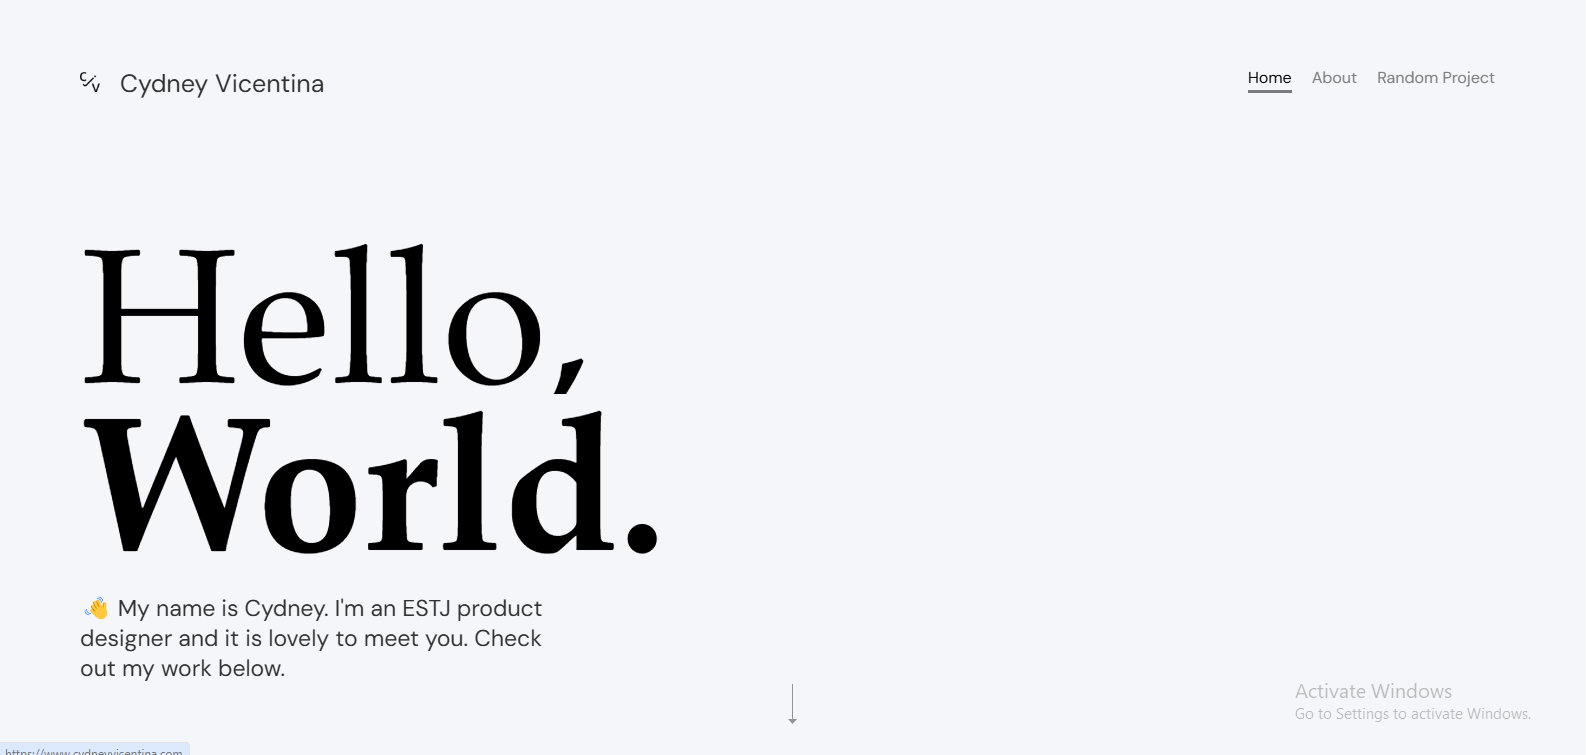 C/V Cydney Vicentina
Home About Random Project
Hello,
World.
👋 My name is Cydney. I'm an ESTJ product
designer and it is lovely to meet you. Check
out my work below.
Activate Windows
Go to Settings to activate Windows.
https://www.cydneyvicentina.com